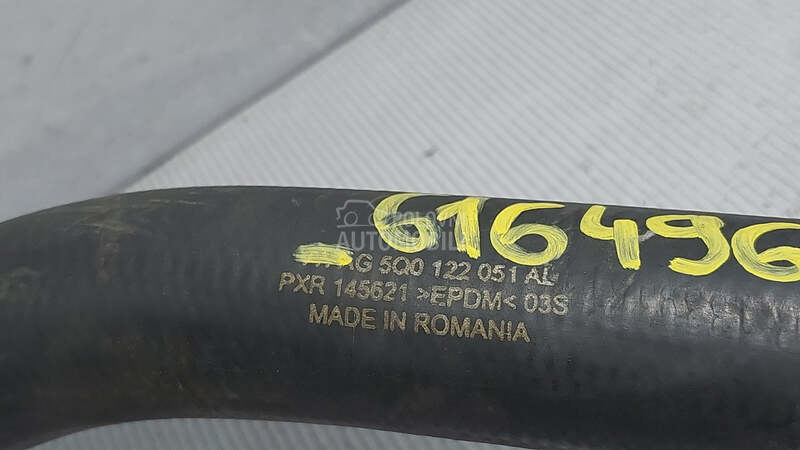 616496
5Q0 122 051 AL
PXR 145621 >EPDM< 03S
MADE IN ROMANIA